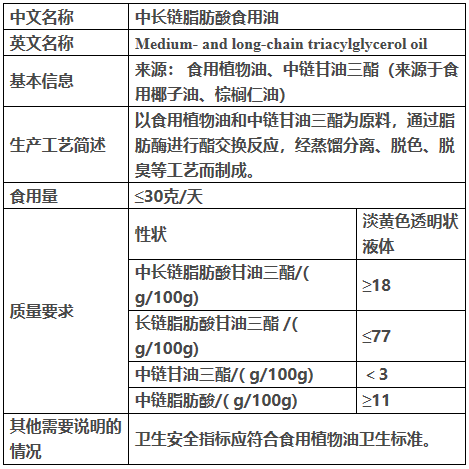 中文名称
中长链脂肪酸食用油
英文名称
Medium- and long-chain triacylglycerol oil
基本信息
来源： 食用植物油、中链甘油三酯（来源于食
用椰子油、棕榈仁油）
生产工艺简述
以食用植物油和中链甘油三酯为原料，通过脂
肪酶进行酯交换反应，经蒸馏分离、脱色、脱
臭等工艺而制成。
食用量
≤30克/天
质量要求
性状
淡黄色透明状
液体
中长链脂肪酸甘油三酯/(
g/100g)
≥18
长链脂肪酸甘油三酯 /(
g/100g)
≤77
中链甘油三酯/( g/100g)
＜3
中链脂肪酸/( g/100g)
≥11
其他需要说明的
情况
卫生安全指标应符合食用植物油卫生标准。